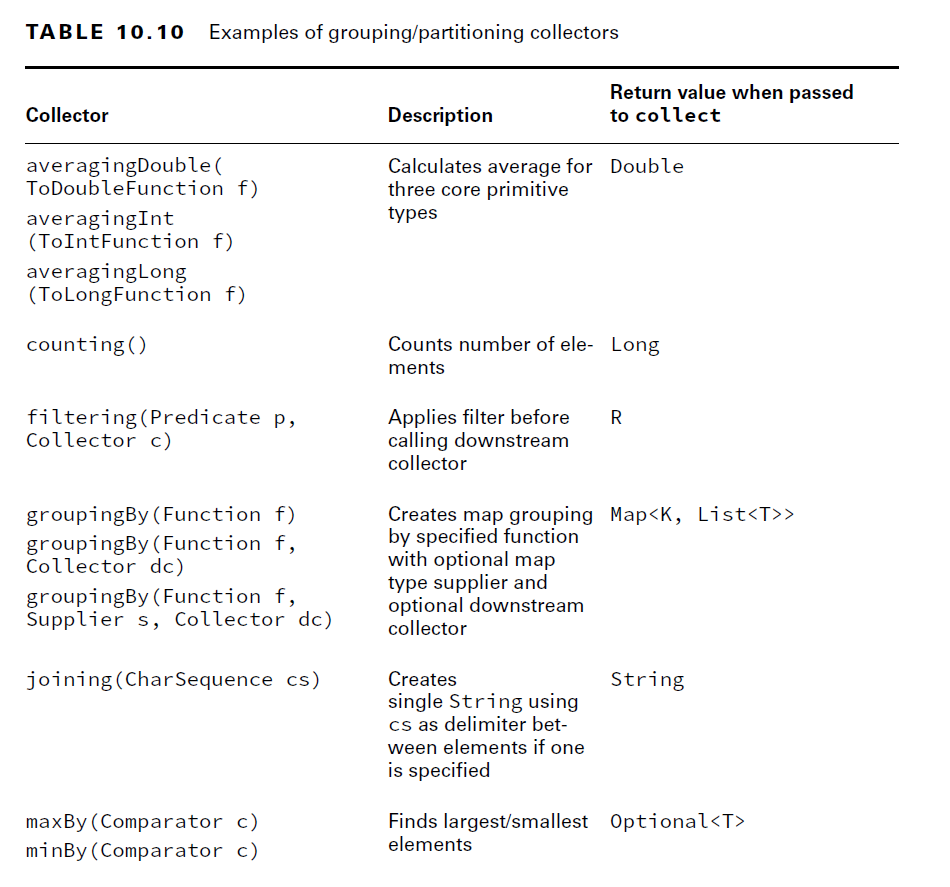 TABLE 10.10 Examples of grouping/partitioning collectors
Collector
Description
Return value when passed
to collect
averagingDouble(
ToDoubleFunction f)
averagingInt
(ToIntFunction f)
averagingLong
(ToLongFunction f)
Calculates average for
three core primitive
types
Double
counting()
Counts number of ele-
ments
Long
filtering(Predicate p,
Collector c)
Applies filter before
calling downstream
collector
R
groupingBy(Function f)
groupingBy(Function f,
Collector dc)
groupingBy(Function f,
Supplier s, Collector dc)
Creates map grouping
by specified function
with optional map
type supplier and
optional downstream
collector
Map<K, List<T>>
joining(CharSequence cs)
Creates
single String using
cs as delimiter bet-
ween elements if one
is specified
String
maxBy(Comparator c)
minBy(Comparator c)
Finds largest/smallest
elements
Optional<T>